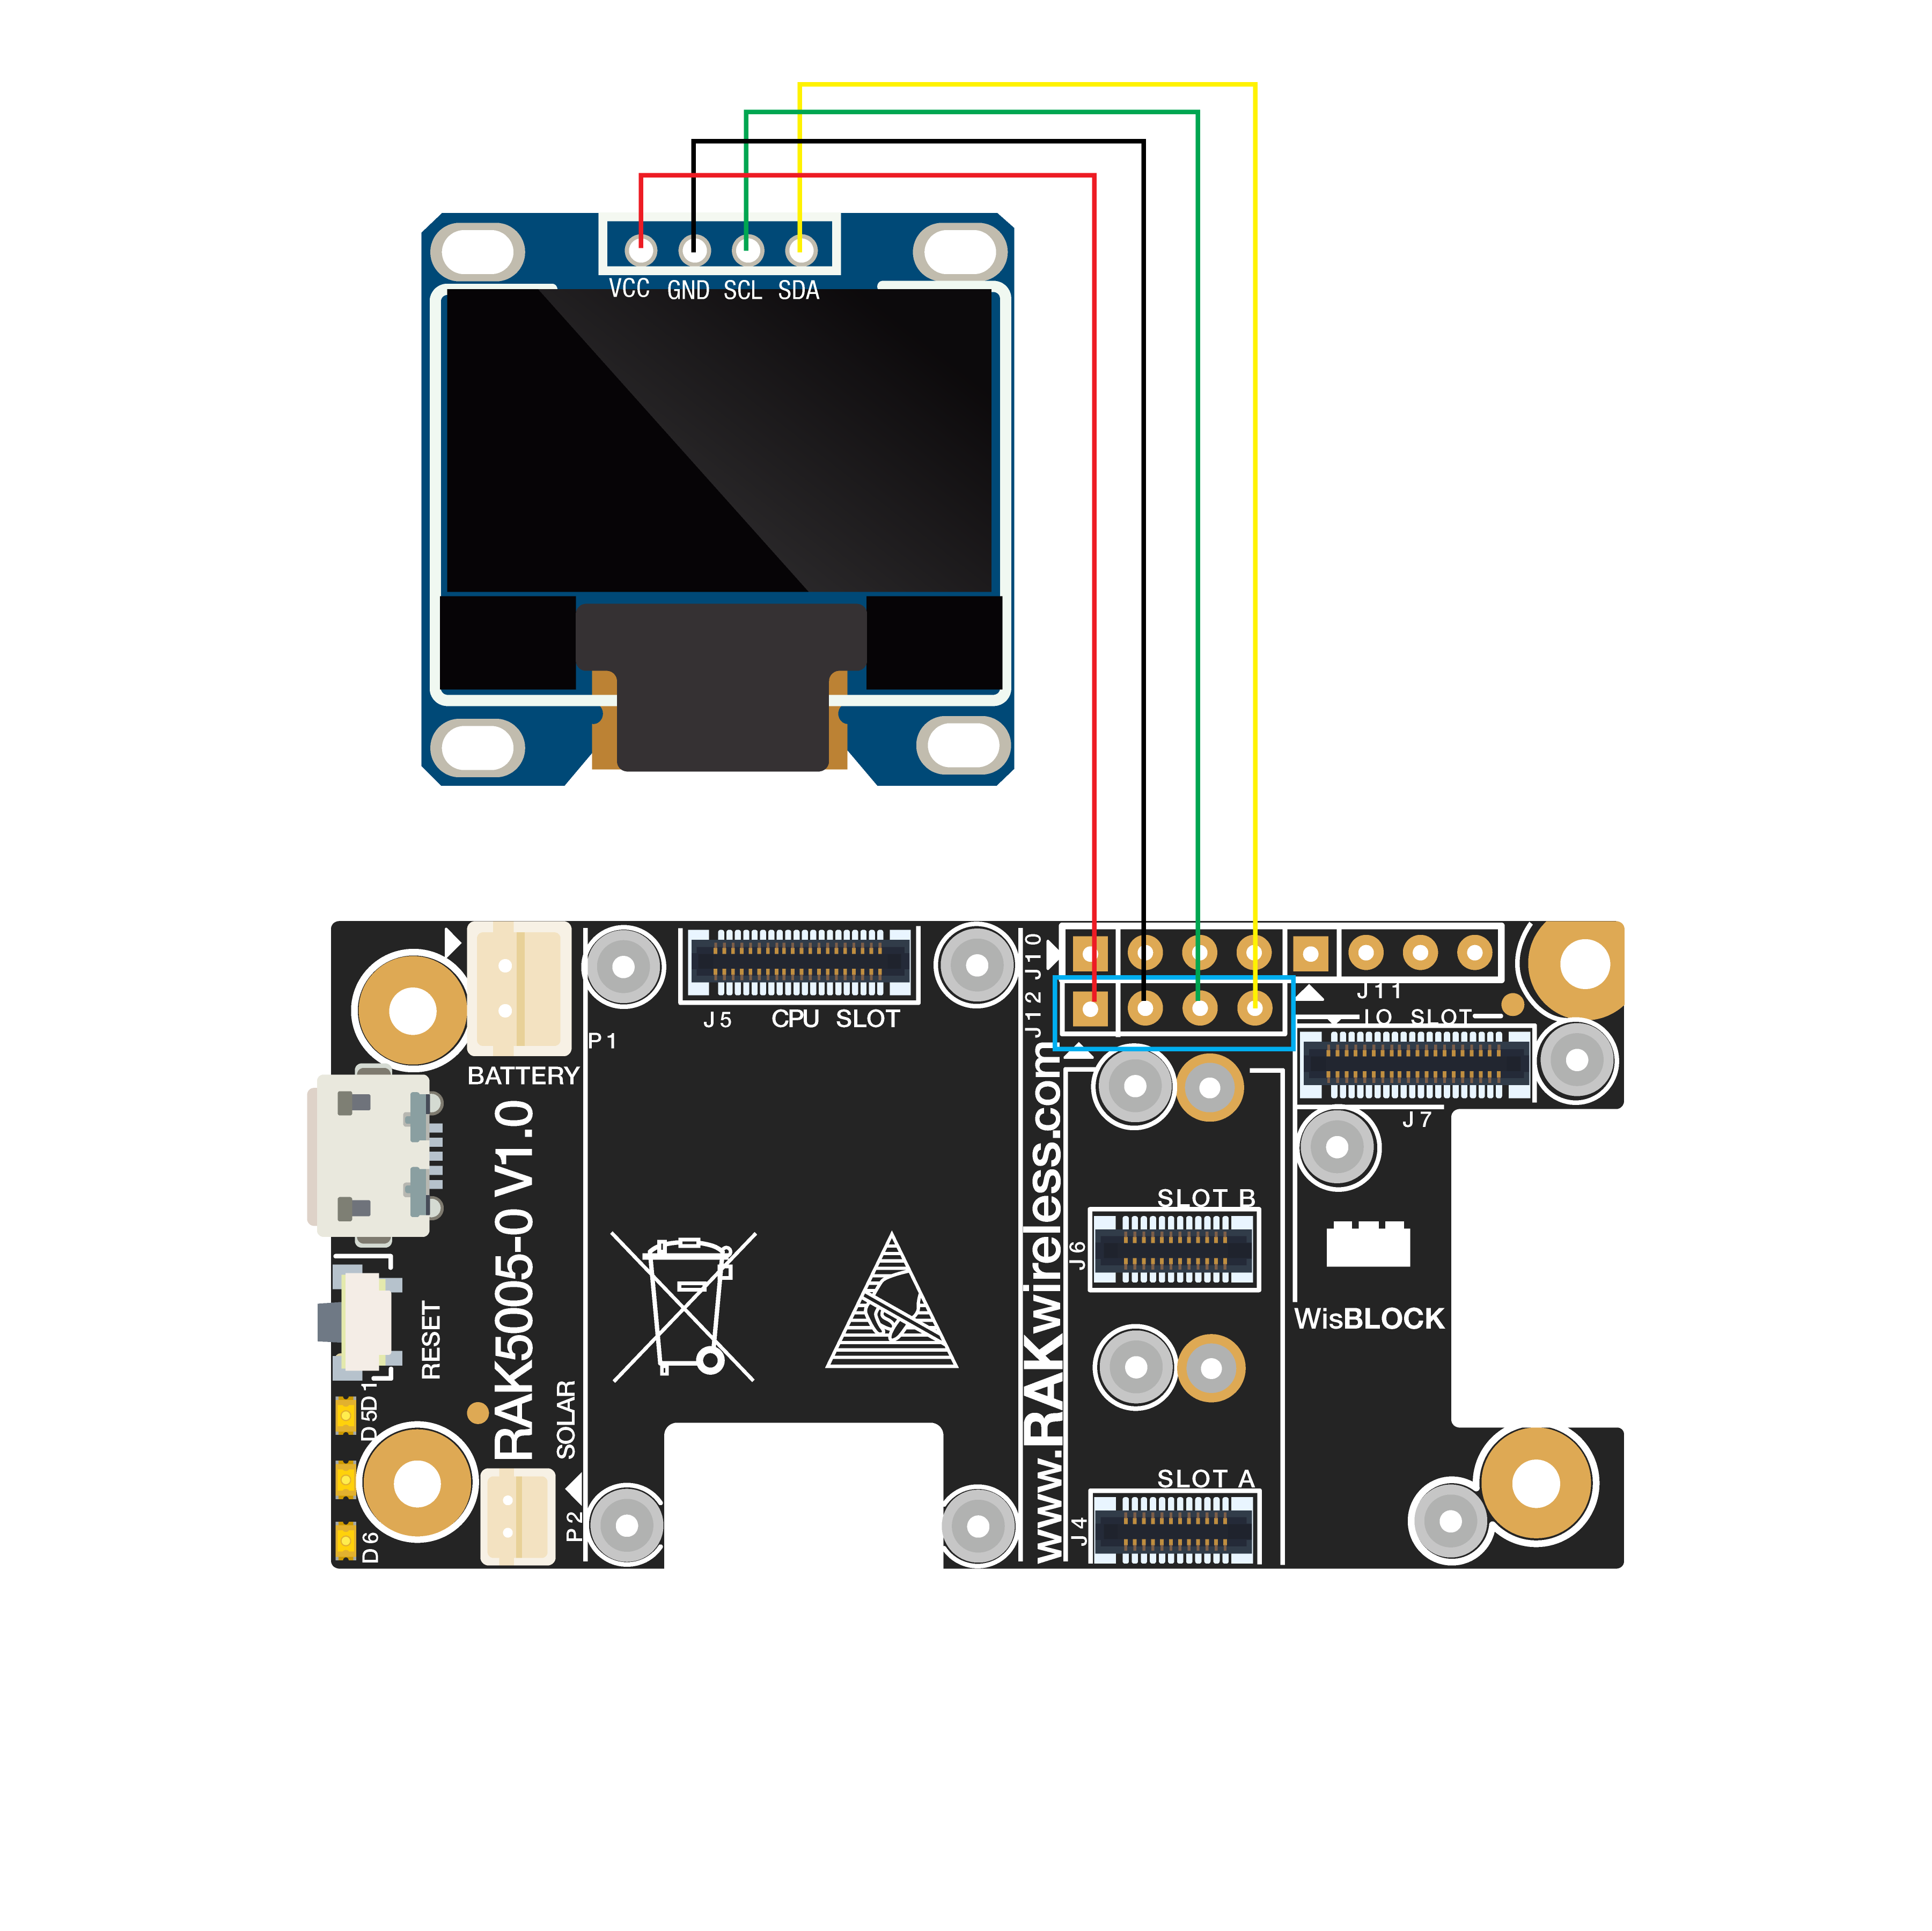 VCC GND SCL SDA
J10
J12
J11
IO SLOT
J7
J5 CPU SLOT
P1
BATTERY
RAK5005-0 V1.0
RESET
SOLAR
P2
D1
D5
D6
www.RAKwireless.com
SLOT B
J6
WisBLOCK
SLOT A
J4